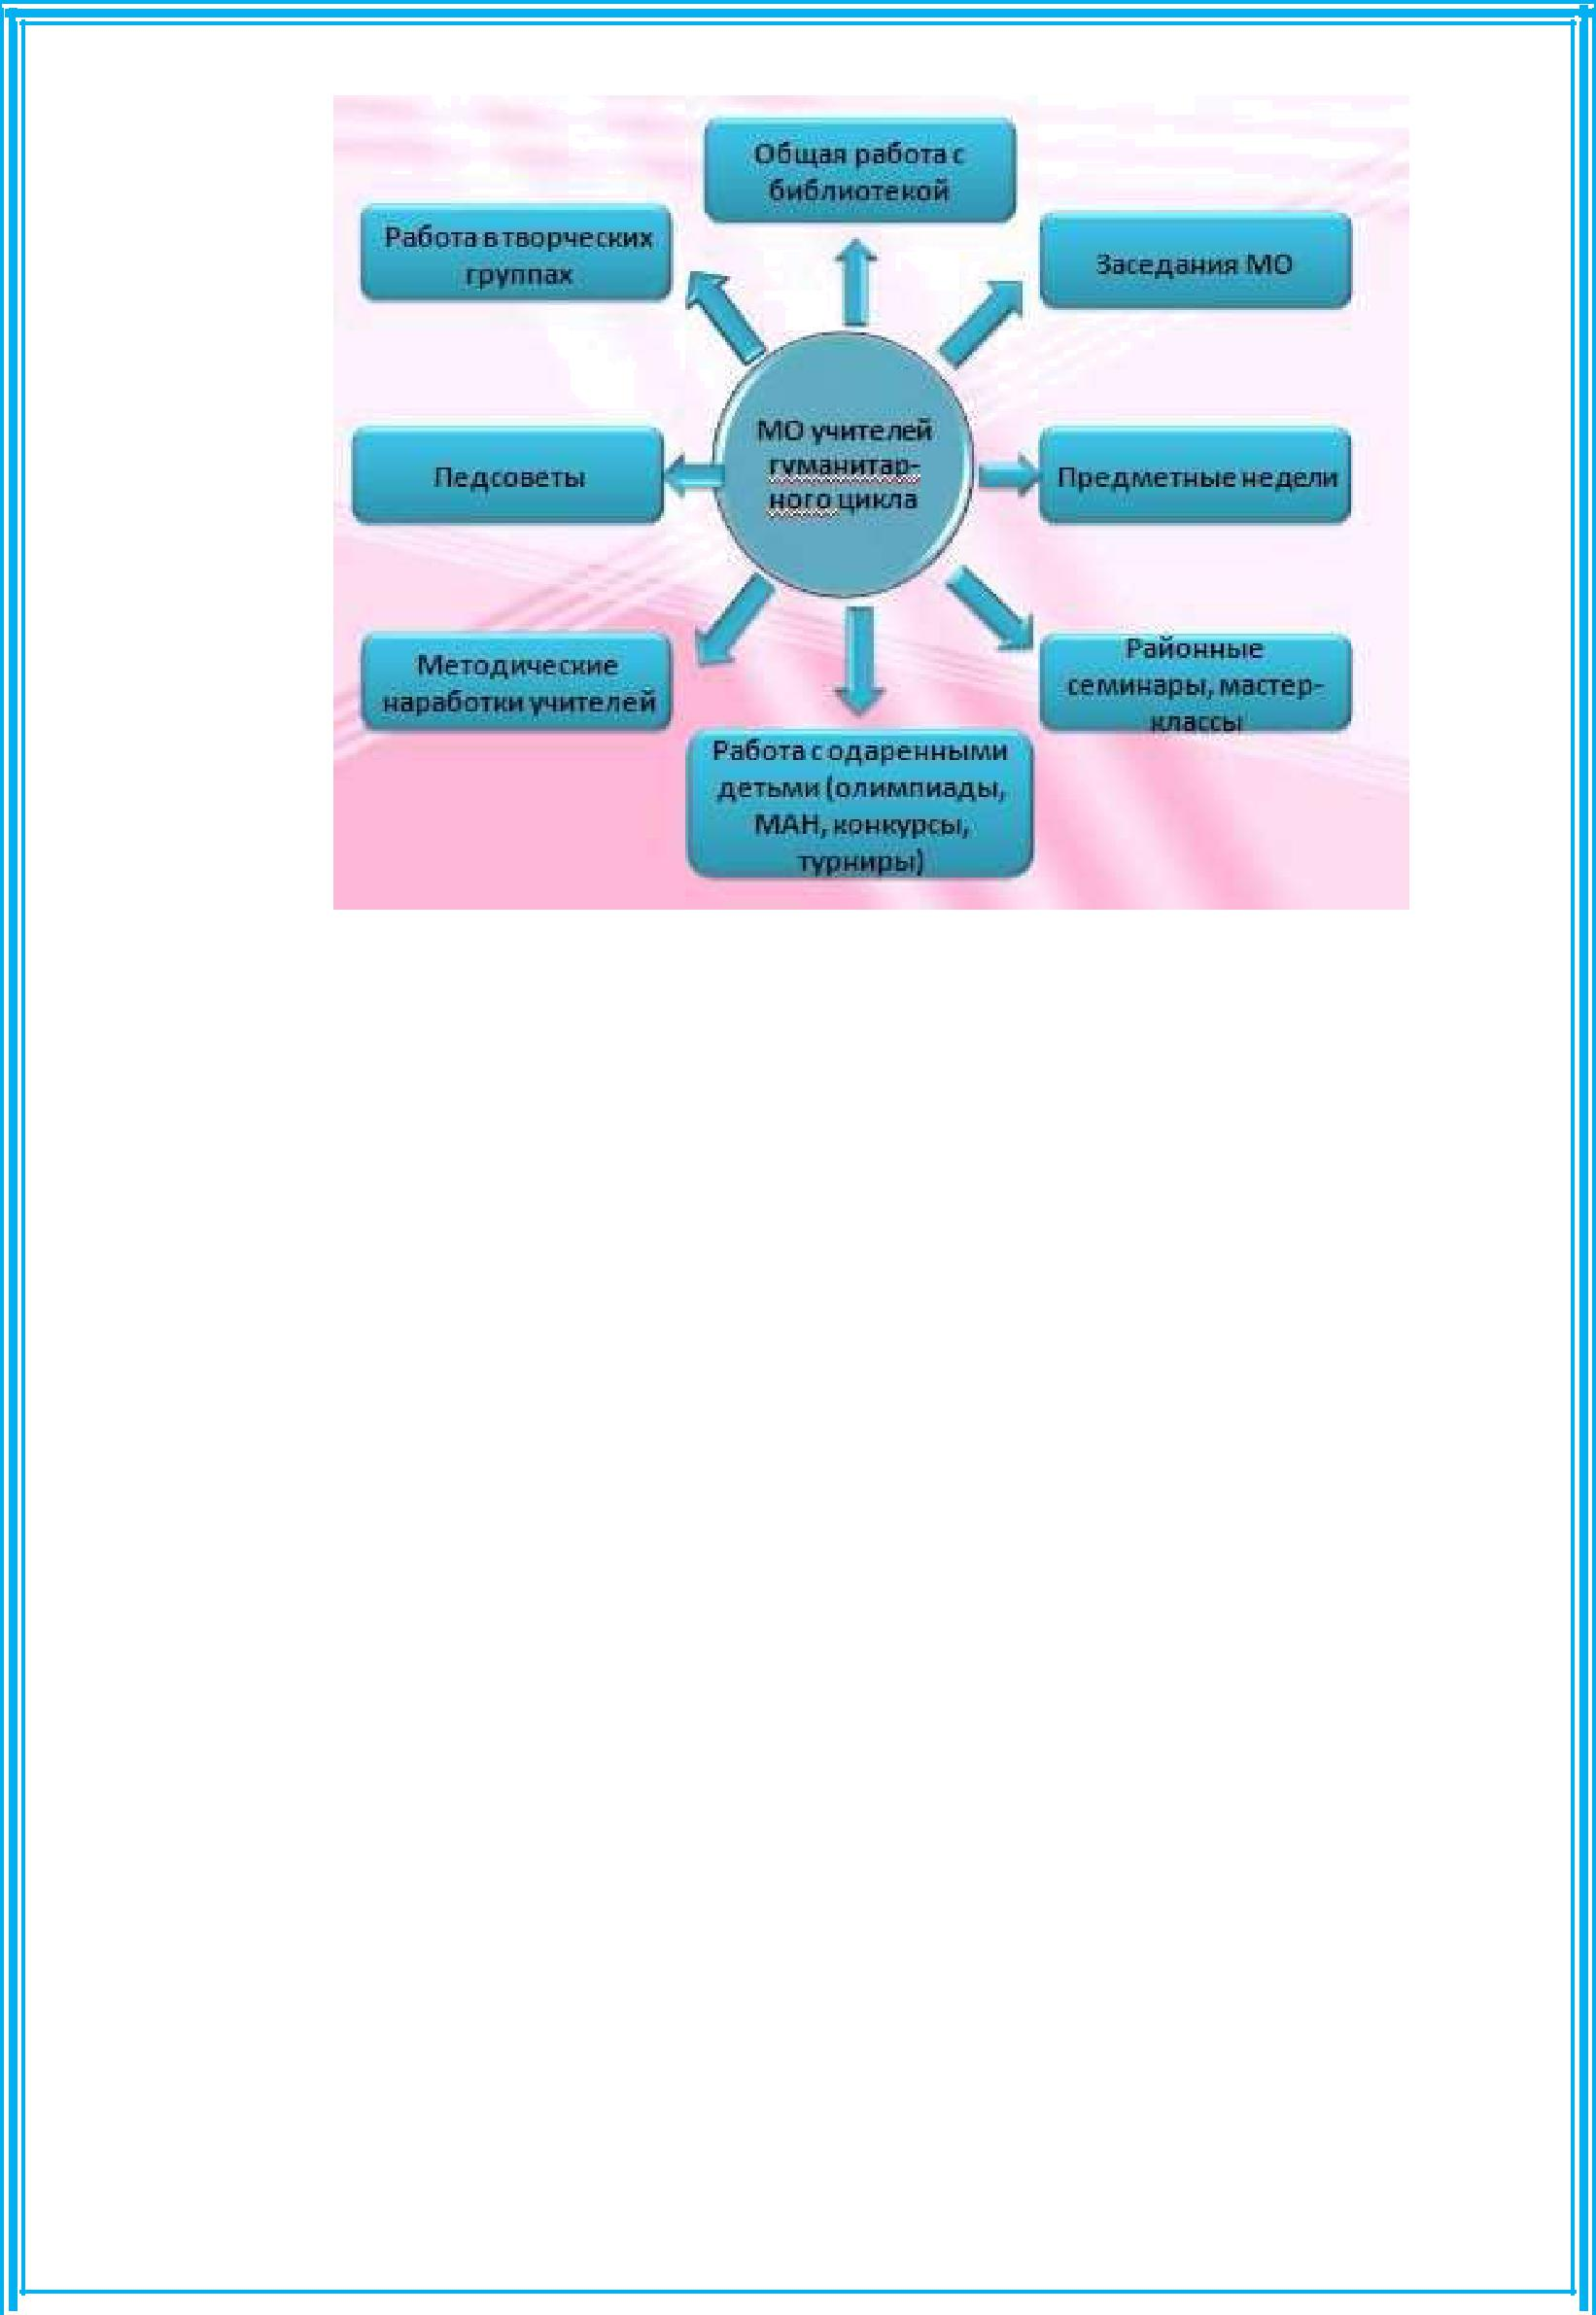 Общая работа с
библиотекой
Работа в творческих
группах
Заседания МО
МО учителей
гуманитар-
ного цикла
Педсоветы
Предметные недели
Методические
наработки учителей
Районные
семинары, мастер-
классы
Работа с одаренными
детьми (олимпиады,
МАН, конкурсы,
турниры)